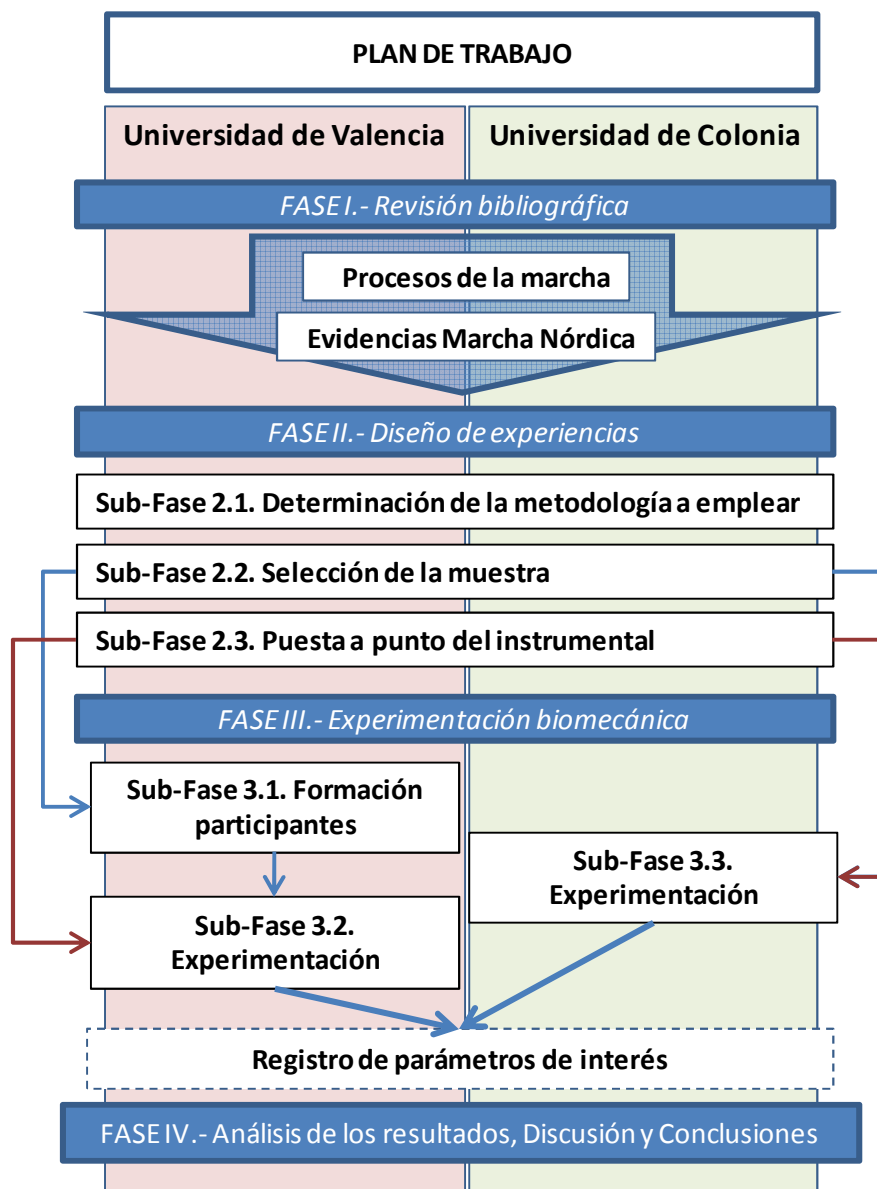 PLAN DE TRABAJO
Universidad de Valencia
Universidad de Colonia
FASE I.- Revisión bibliográfica
Procesos de la marcha
Evidencias Marcha Nórdica
FASE II.- Diseño de experiencias
Sub-Fase 2.1. Determinación de la metodología a emplear
Sub-Fase 2.2. Selección de la muestra
Sub-Fase 2.3. Puesta a punto del instrumental
FASE III.- Experimentación biomecánica
Sub-Fase 3.1. Formación
participantes
Sub-Fase 3.3.
Experimentación
Sub-Fase 3.2.
Experimentación
Registro de parámetros de interés
FASE IV.- Análisis de los resultados, Discusión y Conclusiones